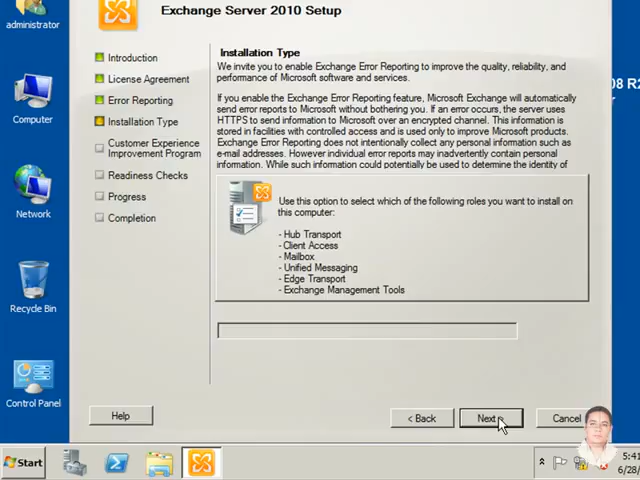 administrator
Exchange Server 2010 Setup
Introduction
License Agreement
Error Reporting
Installation Type
Customer Experience
Improvement Program
Readiness Checks
Progress
Completion
Installation Type
We invite you to enable Exchange Error Reporting to improve the quality, reliability, and
performance of Microsoft software and services.
If you enable the Exchange Error Reporting feature, Microsoft Exchange will automatically
send error reports to Microsoft without bothering you. If an error occurs, the server uses
HTTPS to send information to Microsoft over an encrypted channel. This information is
stored in facilities with controlled access and is used only to improve Microsoft products.
Exchange Error Reporting does not intentionally collect any personal information such as
e-mail addresses. However individual error reports may inadvertently contain personal
information. While such information could potentially be used to determine the identity of
Use this option to select which of the following roles you want to install on
this computer:
- Hub Transport
- Client Access
- Mailbox
- Unified Messaging
- Edge Transport
- Exchange Management Tools
Help
< Back
Next
Cancel
Computer
Network
Recycle Bin
Control Panel
08 R2
Start
5:41
6/28/